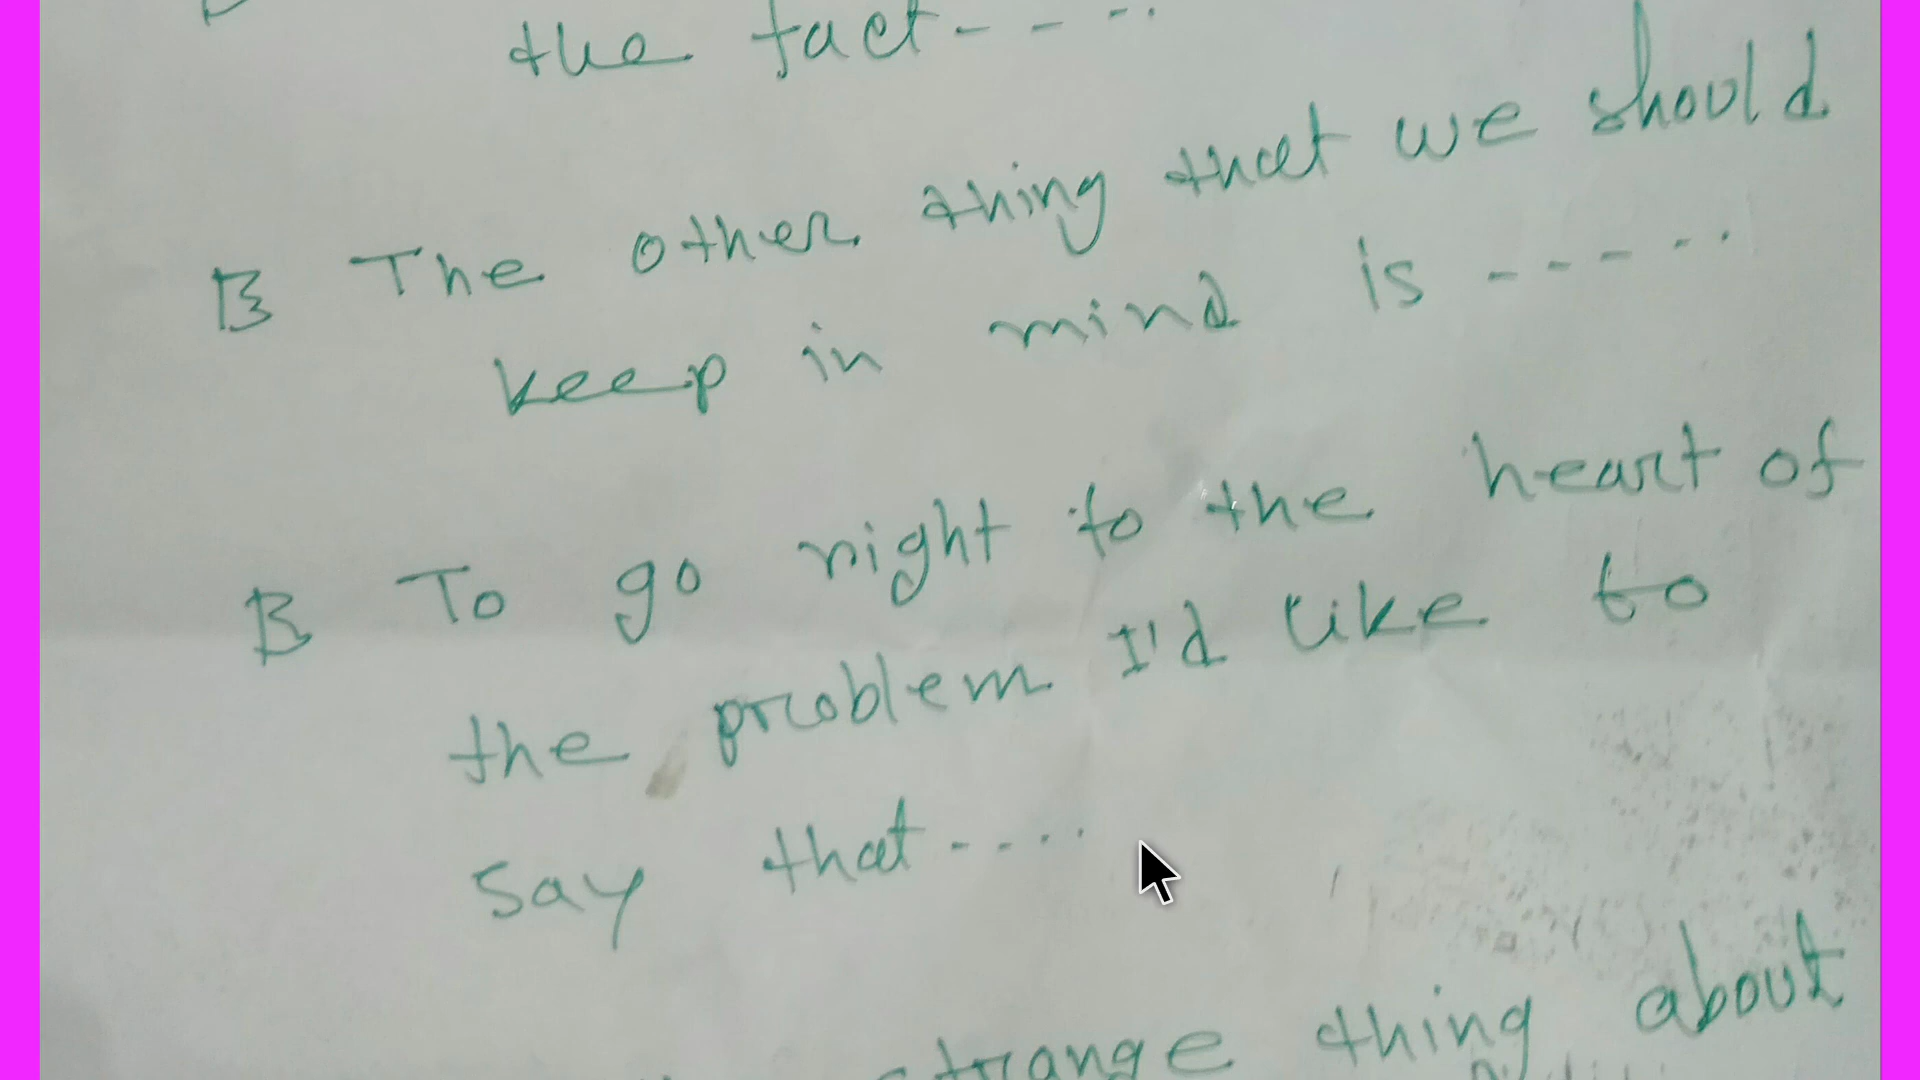 the fact- - - ..
B The other thing that we should
keep in mind is - - - - - ..
B To go right to the heart of
the problem I'd like to
say that - - - . .
strange thing about